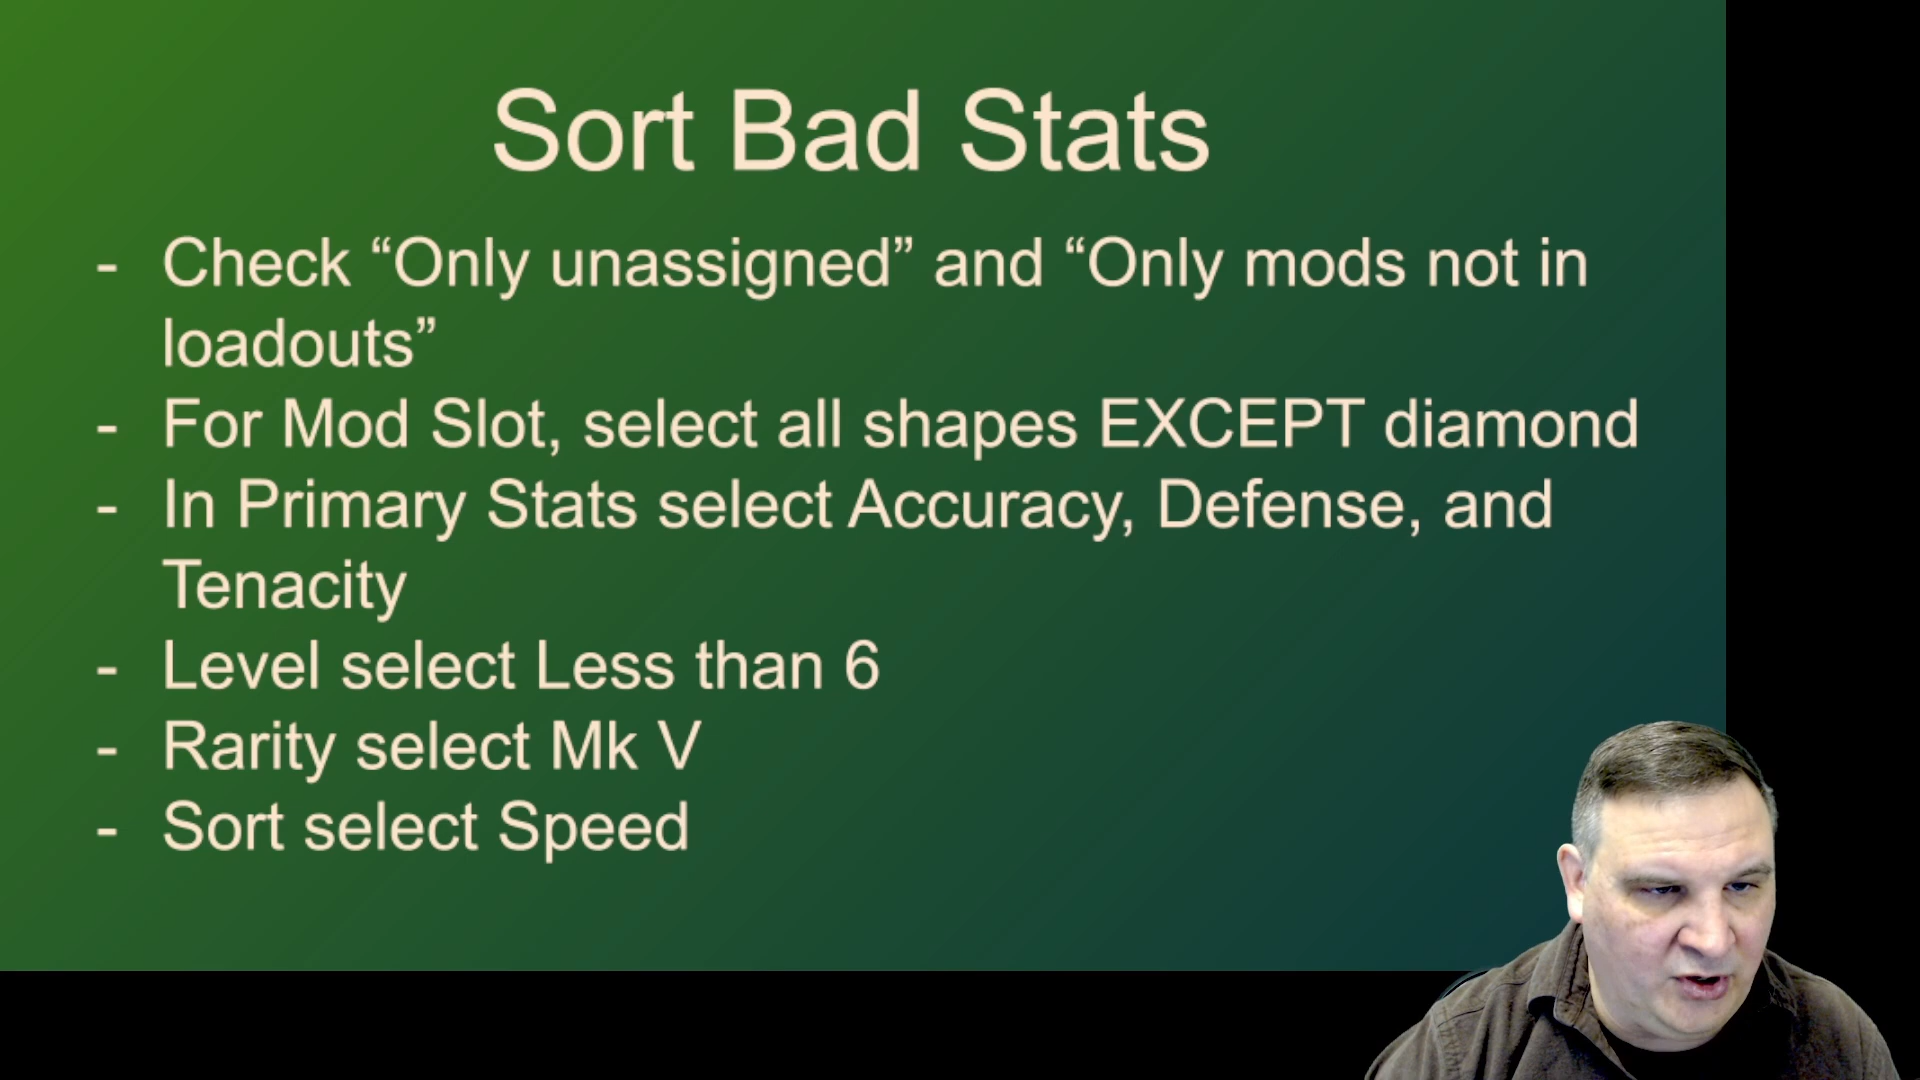 Sort Bad Stats
- Check “Only unassigned” and “Only mods not in
loadouts”
- For Mod Slot, select all shapes EXCEPT diamond
- In Primary Stats select Accuracy, Defense, and
Tenacity
- Level select Less than 6
- Rarity select Mk V
- Sort select Speed